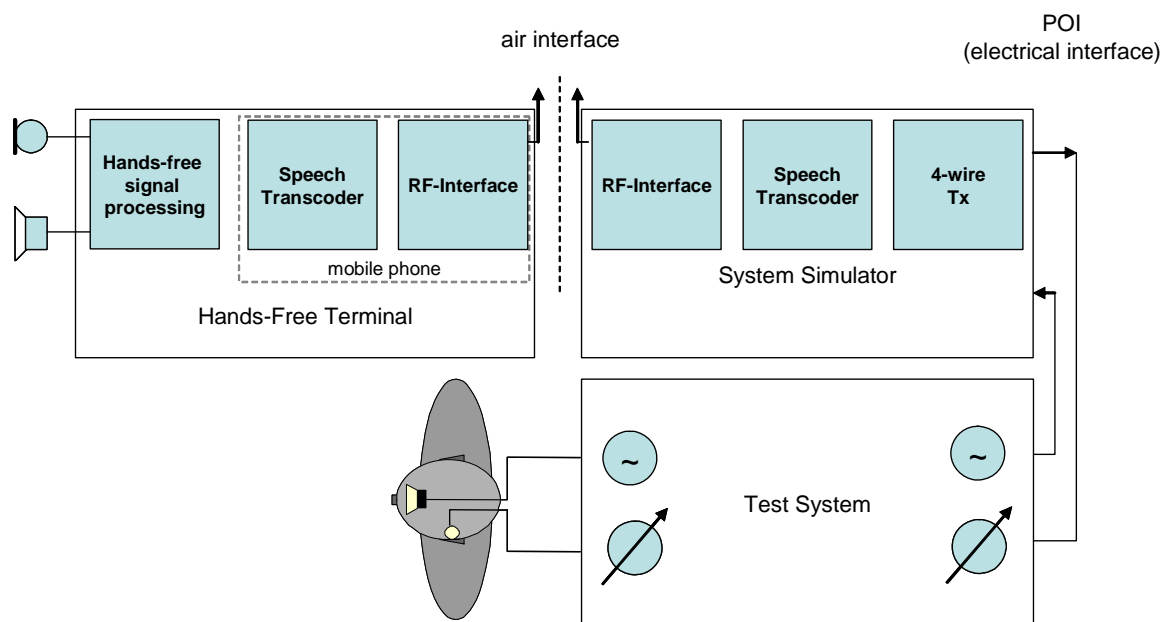 POI
(electrical interface)
air interface
Hands-free
signal
processing
Speech
Transcoder
RF-Interface
mobile phone
Hands-Free Terminal
RF-Interface
Speech
Transcoder
4-wire
Tx
System Simulator
~
~
Test System